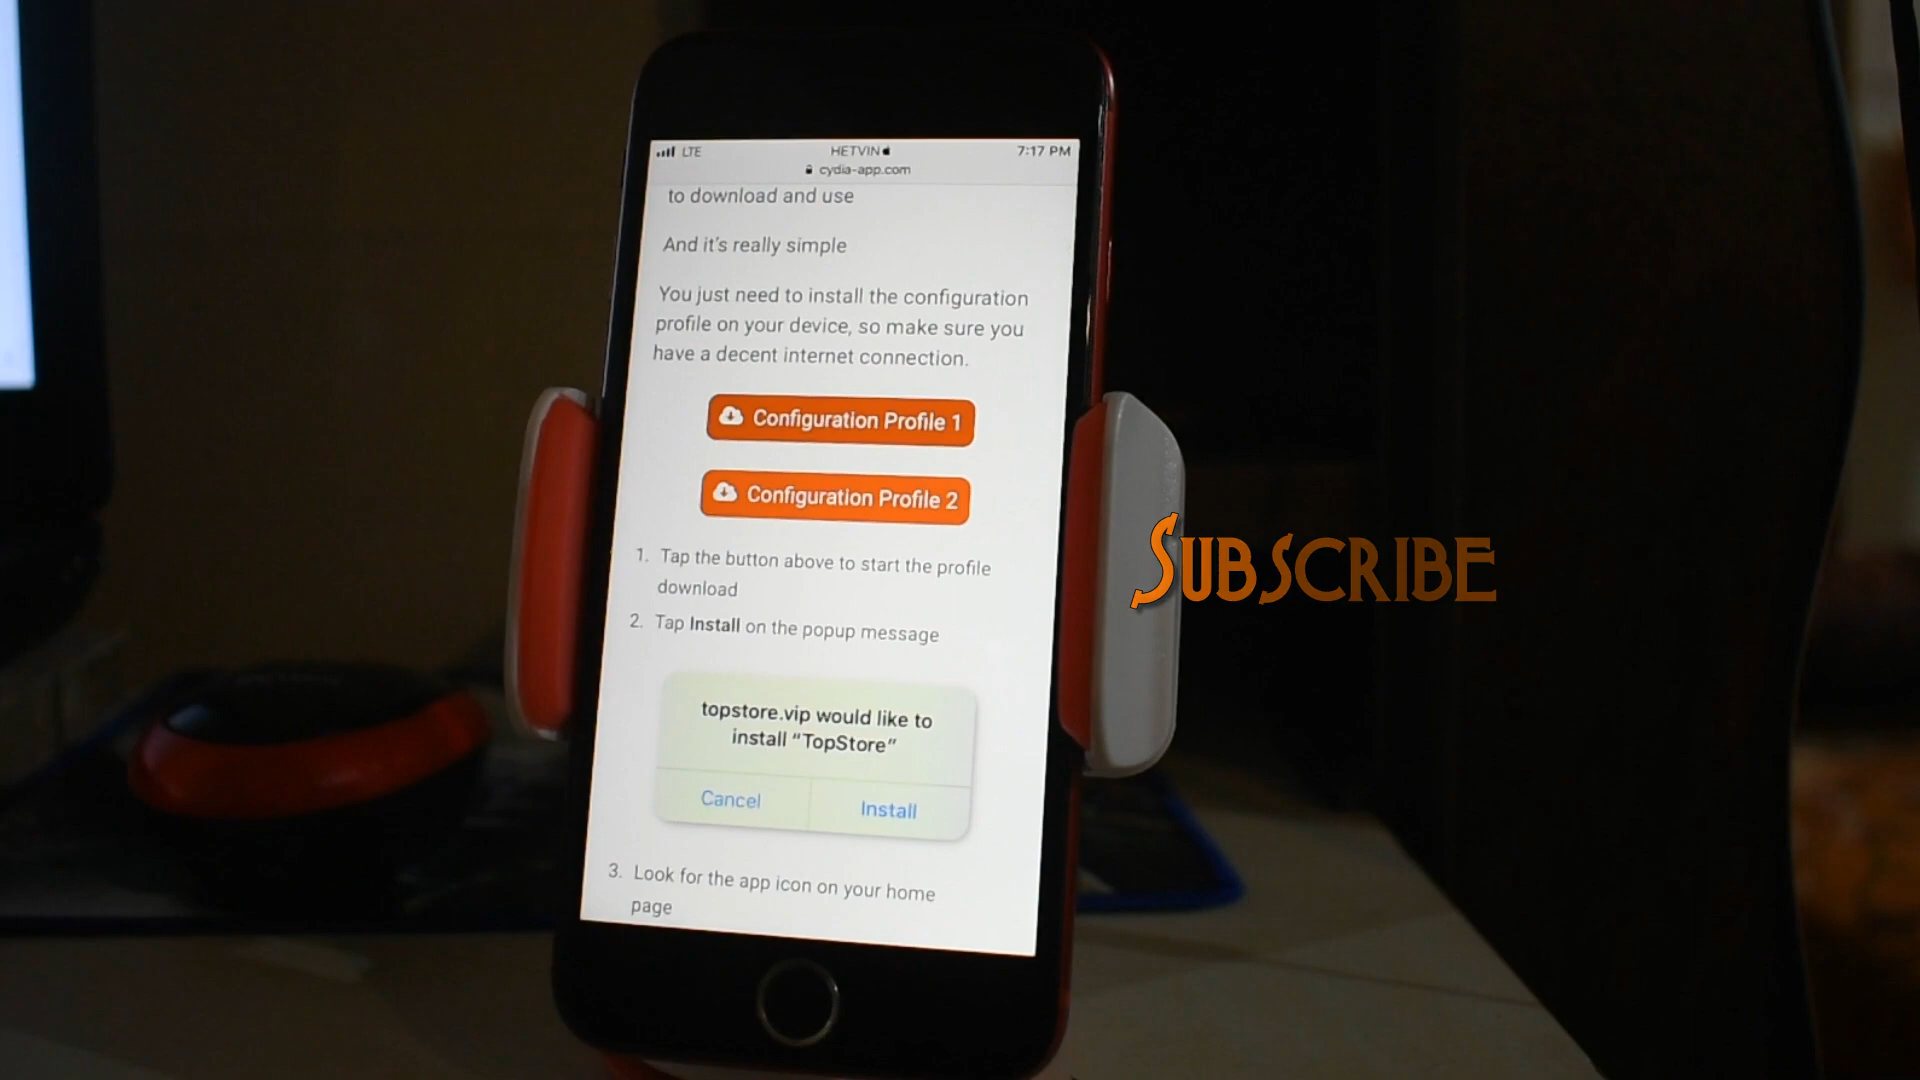 LTE HETVIN 7:17 PM
cydia-app.com
to download and use
And it's really simple
You just need to install the configuration
profile on your device, so make sure you
have a decent internet connection.
Configuration Profile 1
Configuration Profile 2
1. Tap the button above to start the profile
download
2. Tap Install on the popup message
topstore.vip would like to
install "TopStore"
Cancel Install
3. Look for the app icon on your home
page
SUBSCRIBE